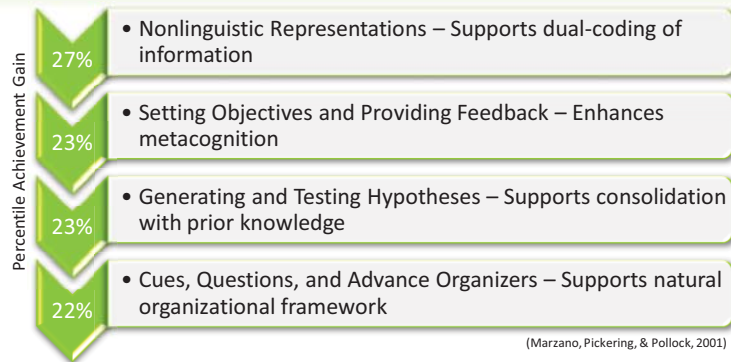 Percentile Achievement Gain
27%
• Nonlinguistic Representations – Supports dual-coding of
information
23%
• Setting Objectives and Providing Feedback – Enhances
metacognition
23%
• Generating and Testing Hypotheses – Supports consolidation
with prior knowledge
22%
• Cues, Questions, and Advance Organizers – Supports natural
organizational framework
(Marzano, Pickering, & Pollock, 2001)